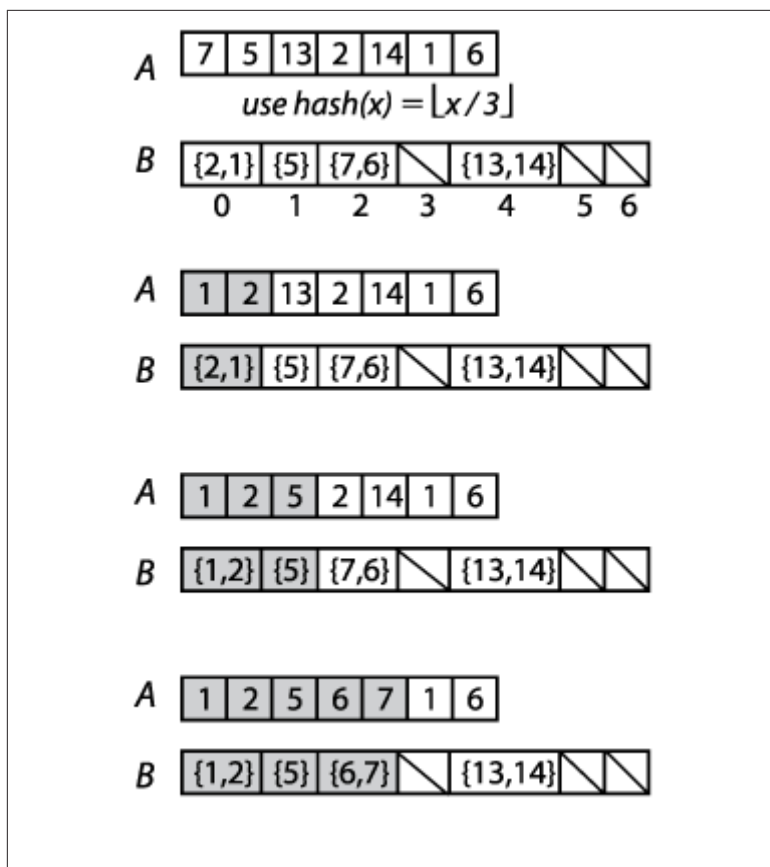 A 7 5 13 2 14 1 6
use hash(x) = ⌊x/3⌋
B {2,1} {5} {7,6} {13,14}
0 1 2 3 4 5 6
A 1 2 13 2 14 1 6
B {2,1} {5} {7,6} {13,14}
A 1 2 5 2 14 1 6
B {1,2} {5} {7,6} {13,14}
A 1 2 5 6 7 1 6
B {1,2} {5} {6,7} {13,14}